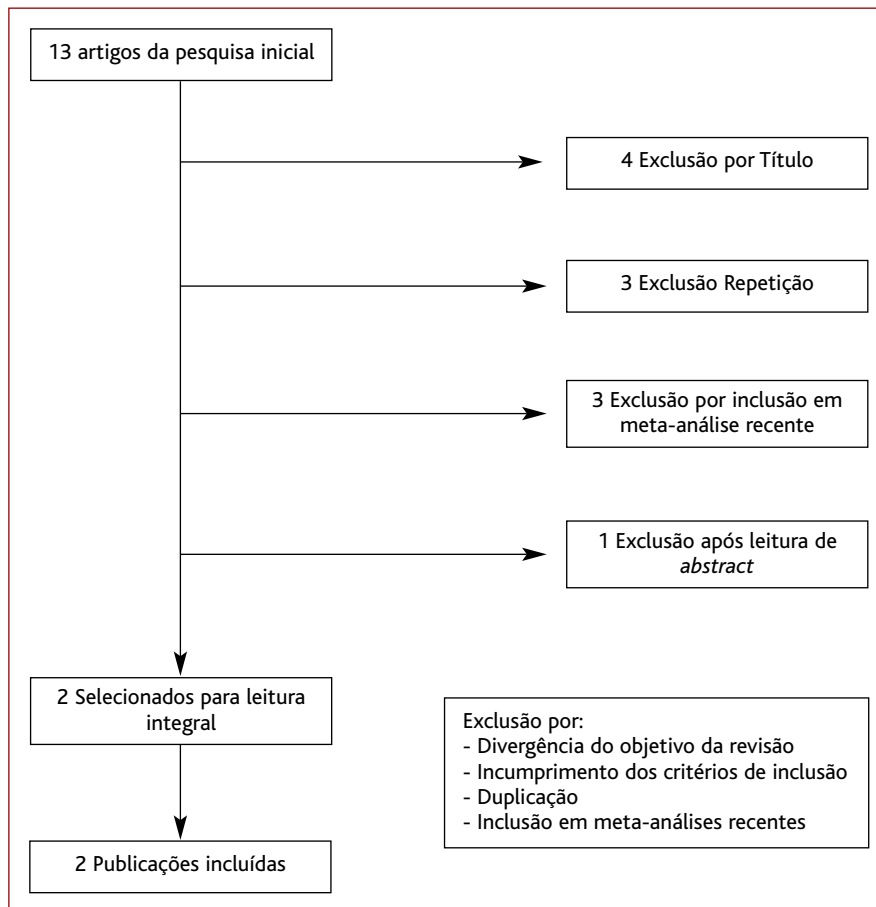 13 artigos da pesquisa inicial
4 Exclusão por Título
3 Exclusão Repetição
3 Exclusão por inclusão em
meta-análise recente
1 Exclusão após leitura de
abstract
2 Selecionados para leitura
integral
Exclusão por:
- Divergência do objetivo da revisão
- Incumprimento dos critérios de inclusão
- Duplicação
- Inclusão em meta-análises recentes
2 Publicações incluídas